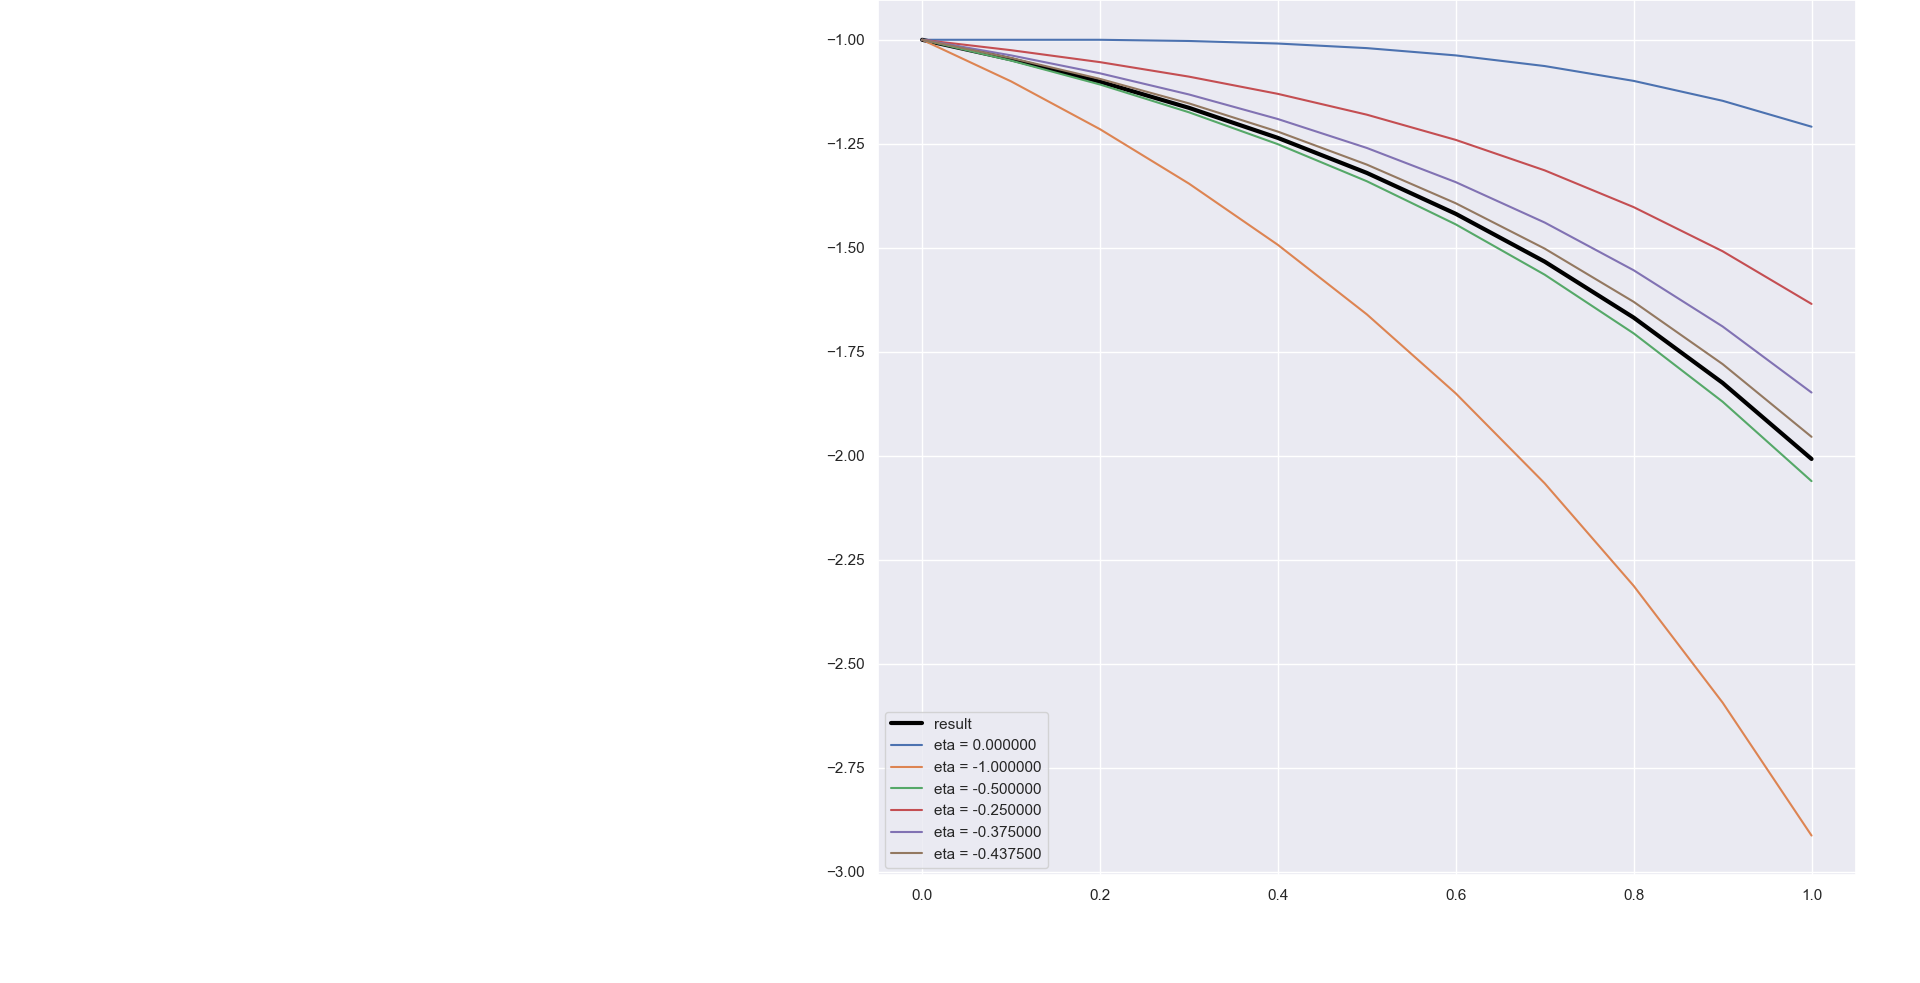 −1.00
−1.25
−1.50
−1.75
−2.00
−2.25
−2.50
−2.75
−3.00
result
eta = 0.000000
eta = -1.000000
eta = -0.500000
eta = -0.250000
eta = -0.375000
eta = -0.437500
0.0 0.2 0.4 0.6 0.8 1.0